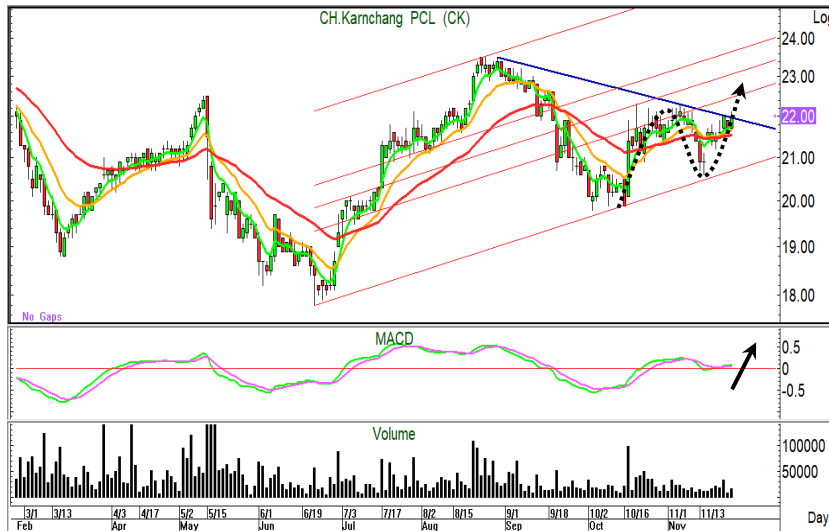 CH.Karnchang PCL (CK)
Log
24.00
23.00
22.00
21.00
20.00
19.00
18.00
No Gaps
MACD
0.5
0
-0.5
Volume
100000
50000
3/1 3/13 4/3 4/17 5/2 5/15 6/1 6/19 7/3 7/17 8/2 8/15 9/1 9/18 10/2 10/16 11/1 11/13
Feb Apr May Jun Jul Aug Sep Oct Nov
Day